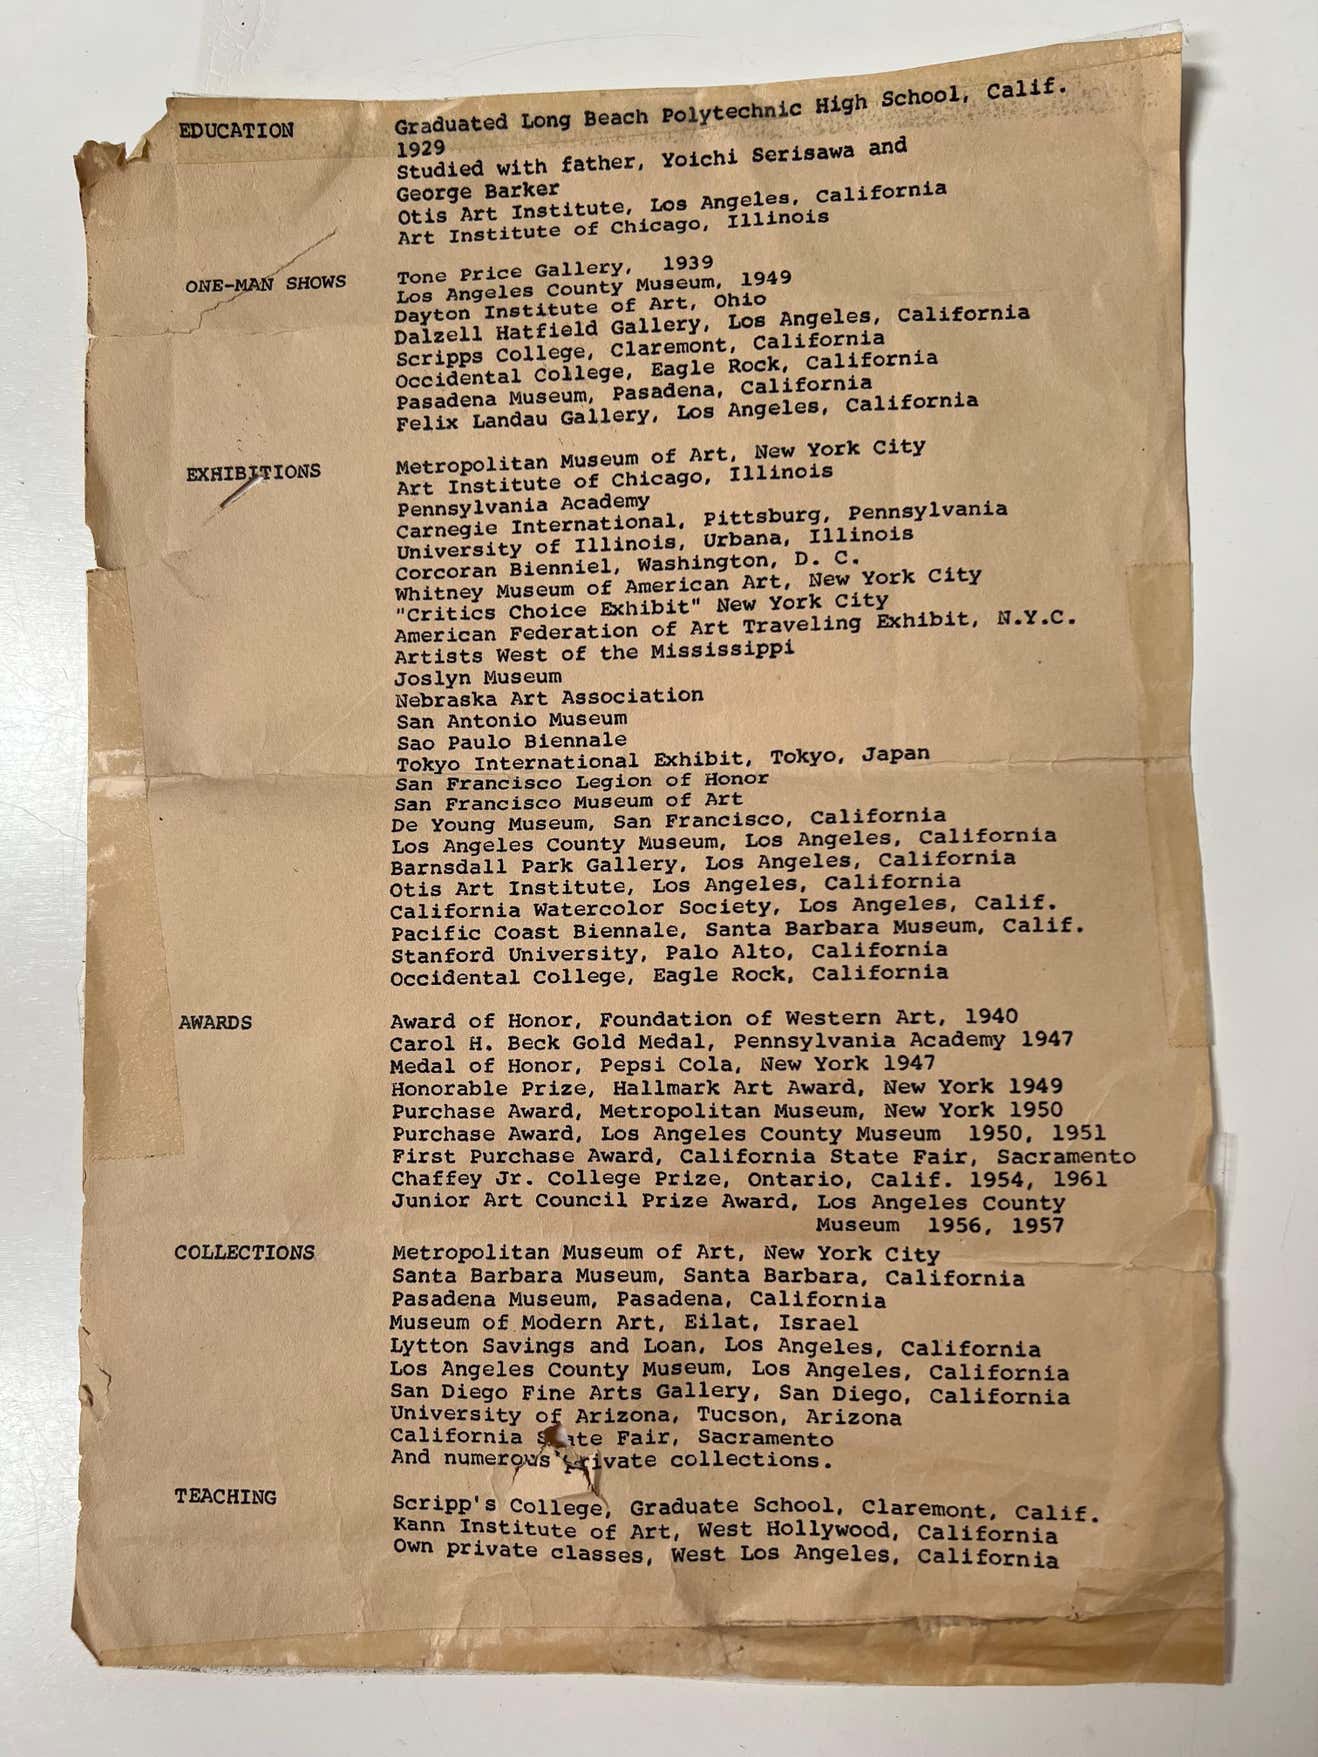 EDUCATION Graduated Long Beach Polytechnic High School, Calif.
1929
Studied with father, Yoichi Serisawa and
George Barker
Otis Art Institute, Los Angeles, California
Art Institute of Chicago, Illinois
ONE-MAN SHOWS Tone Price Gallery, 1939
Los Angeles County Museum, 1949
Dayton Institute of Art, Ohio
Dalzell Hatfield Gallery, Los Angeles, California
Scripps College, Claremont, California
Occidental College, Eagle Rock, California
Pasadena Museum, Pasadena, California
Felix Landau Gallery, Los Angeles, California
EXHIBITIONS Metropolitan Museum of Art, New York City
Art Institute of Chicago, Illinois
Pennsylvania Academy
Carnegie International, Pittsburg, Pennsylvania
University of Illinois, Urbana, Illinois
Corcoran Bienniel, Washington, D. C.
Whitney Museum of American Art, New York City
"Critics Choice Exhibit" New York City
American Federation of Art Traveling Exhibit, N.Y.C.
Artists West of the Mississippi
Joslyn Museum
Nebraska Art Association
San Antonio Museum
Sao Paulo Biennale
Tokyo International Exhibit, Tokyo, Japan
San Francisco Legion of Honor
San Francisco Museum of Art
De Young Museum, San Francisco, California
Los Angeles County Museum, Los Angeles, California
Barnsdall Park Gallery, Los Angeles, California
Otis Art Institute, Los Angeles, California
California Watercolor Society, Los Angeles, Calif.
Pacific Coast Biennale, Santa Barbara Museum, Calif.
Stanford University, Palo Alto, California
Occidental College, Eagle Rock, California
AWARDS Award of Honor, Foundation of Western Art, 1940
Carol H. Beck Gold Medal, Pennsylvania Academy 1947
Medal of Honor, Pepsi Cola, New York 1947
Honorable Prize, Hallmark Art Award, New York 1949
Purchase Award, Metropolitan Museum, New York 1950
Purchase Award, Los Angeles County Museum 1950, 1951
First Purchase Award, California State Fair, Sacramento
Chaffey Jr. College Prize, Ontario, Calif. 1954, 1961
Junior Art Council Prize Award, Los Angeles County
Museum 1956, 1957
COLLECTIONS Metropolitan Museum of Art, New York City
Santa Barbara Museum, Santa Barbara, California
Pasadena Museum, Pasadena, California
Museum of Modern Art, Eilat, Israel
Lytton Savings and Loan, Los Angeles, California
Los Angeles County Museum, Los Angeles, California
San Diego Fine Arts Gallery, San Diego, California
University of Arizona, Tucson, Arizona
California State Fair, Sacramento
And numerous private collections.
TEACHING Scripp's College, Graduate School, Claremont, Calif.
Kann Institute of Art, West Hollywood, California
Own private classes, West Los Angeles, California